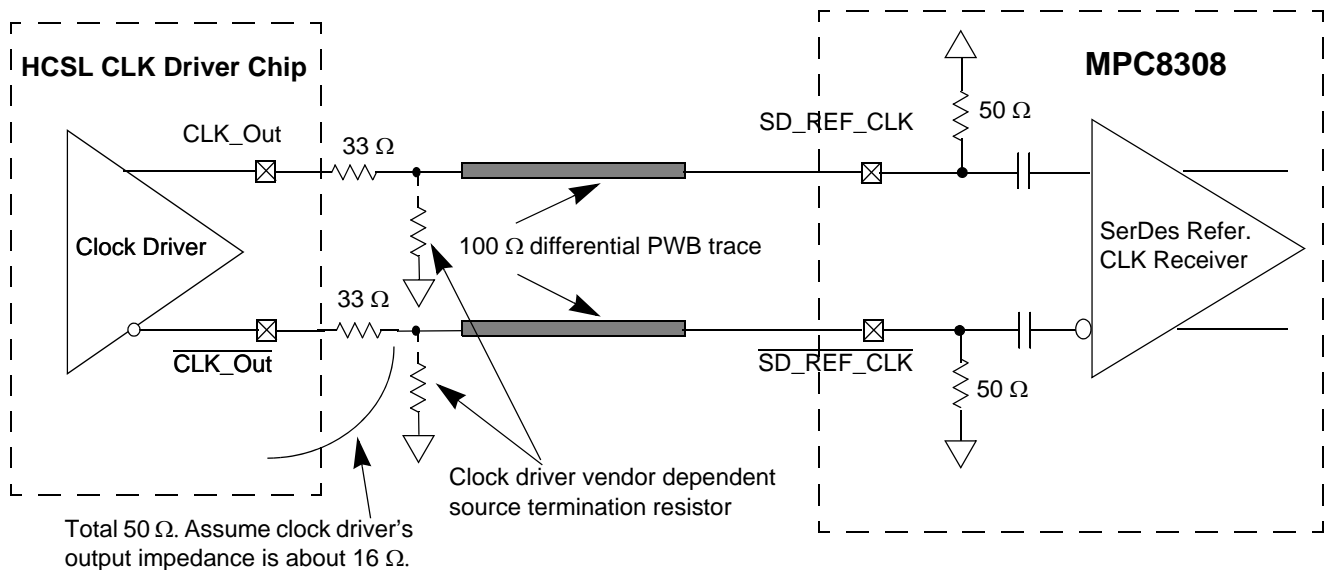 HCSL CLK Driver Chip
MPC8308
CLK_Out
33 Ω
SD_REF_CLK
50 Ω
Clock Driver
100 Ω differential PWB trace
SerDes Refer.
CLK Receiver
33 Ω
CLK_Out
SD_REF_CLK
50 Ω
Clock driver vendor dependent
source termination resistor
Total 50 Ω. Assume clock driver's
output impedance is about 16 Ω.